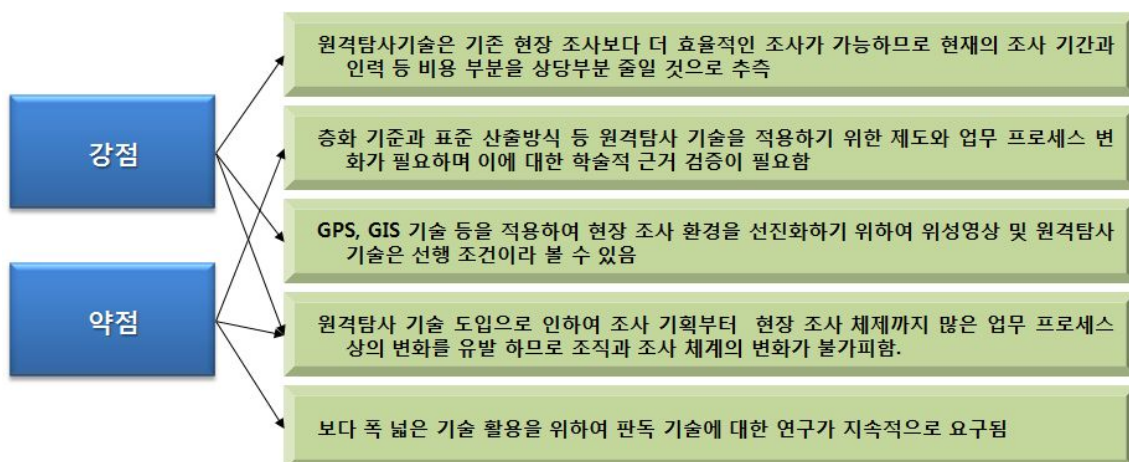 강점
약점
원격탐사기술은 기존 현장 조사보다 더 효율적인 조사가 가능하므로 현재의 조사 기간과
인력 등 비용 부분을 상당부분 줄일 것으로 추측
층화 기준과 표준 산출방식 등 원격탐사 기술을 적용하기 위한 제도와 업무 프로세스 변
화가 필요하며 이에 대한 학술적 근거 검증이 필요함
GPS, GIS 기술 등을 적용하여 현장 조사 환경을 선진화하기 위하여 위성영상 및 원격탐사
기술은 선행 조건이라 볼 수 있음
원격탐사 기술 도입으로 인하여 조사 기획부터 현장 조사 체제까지 많은 업무 프로세스
상의 변화를 유발 하므로 조직과 조사 체계의 변화가 불가피함.
보다 폭 넓은 기술 활용을 위하여 판독 기술에 대한 연구가 지속적으로 요구됨